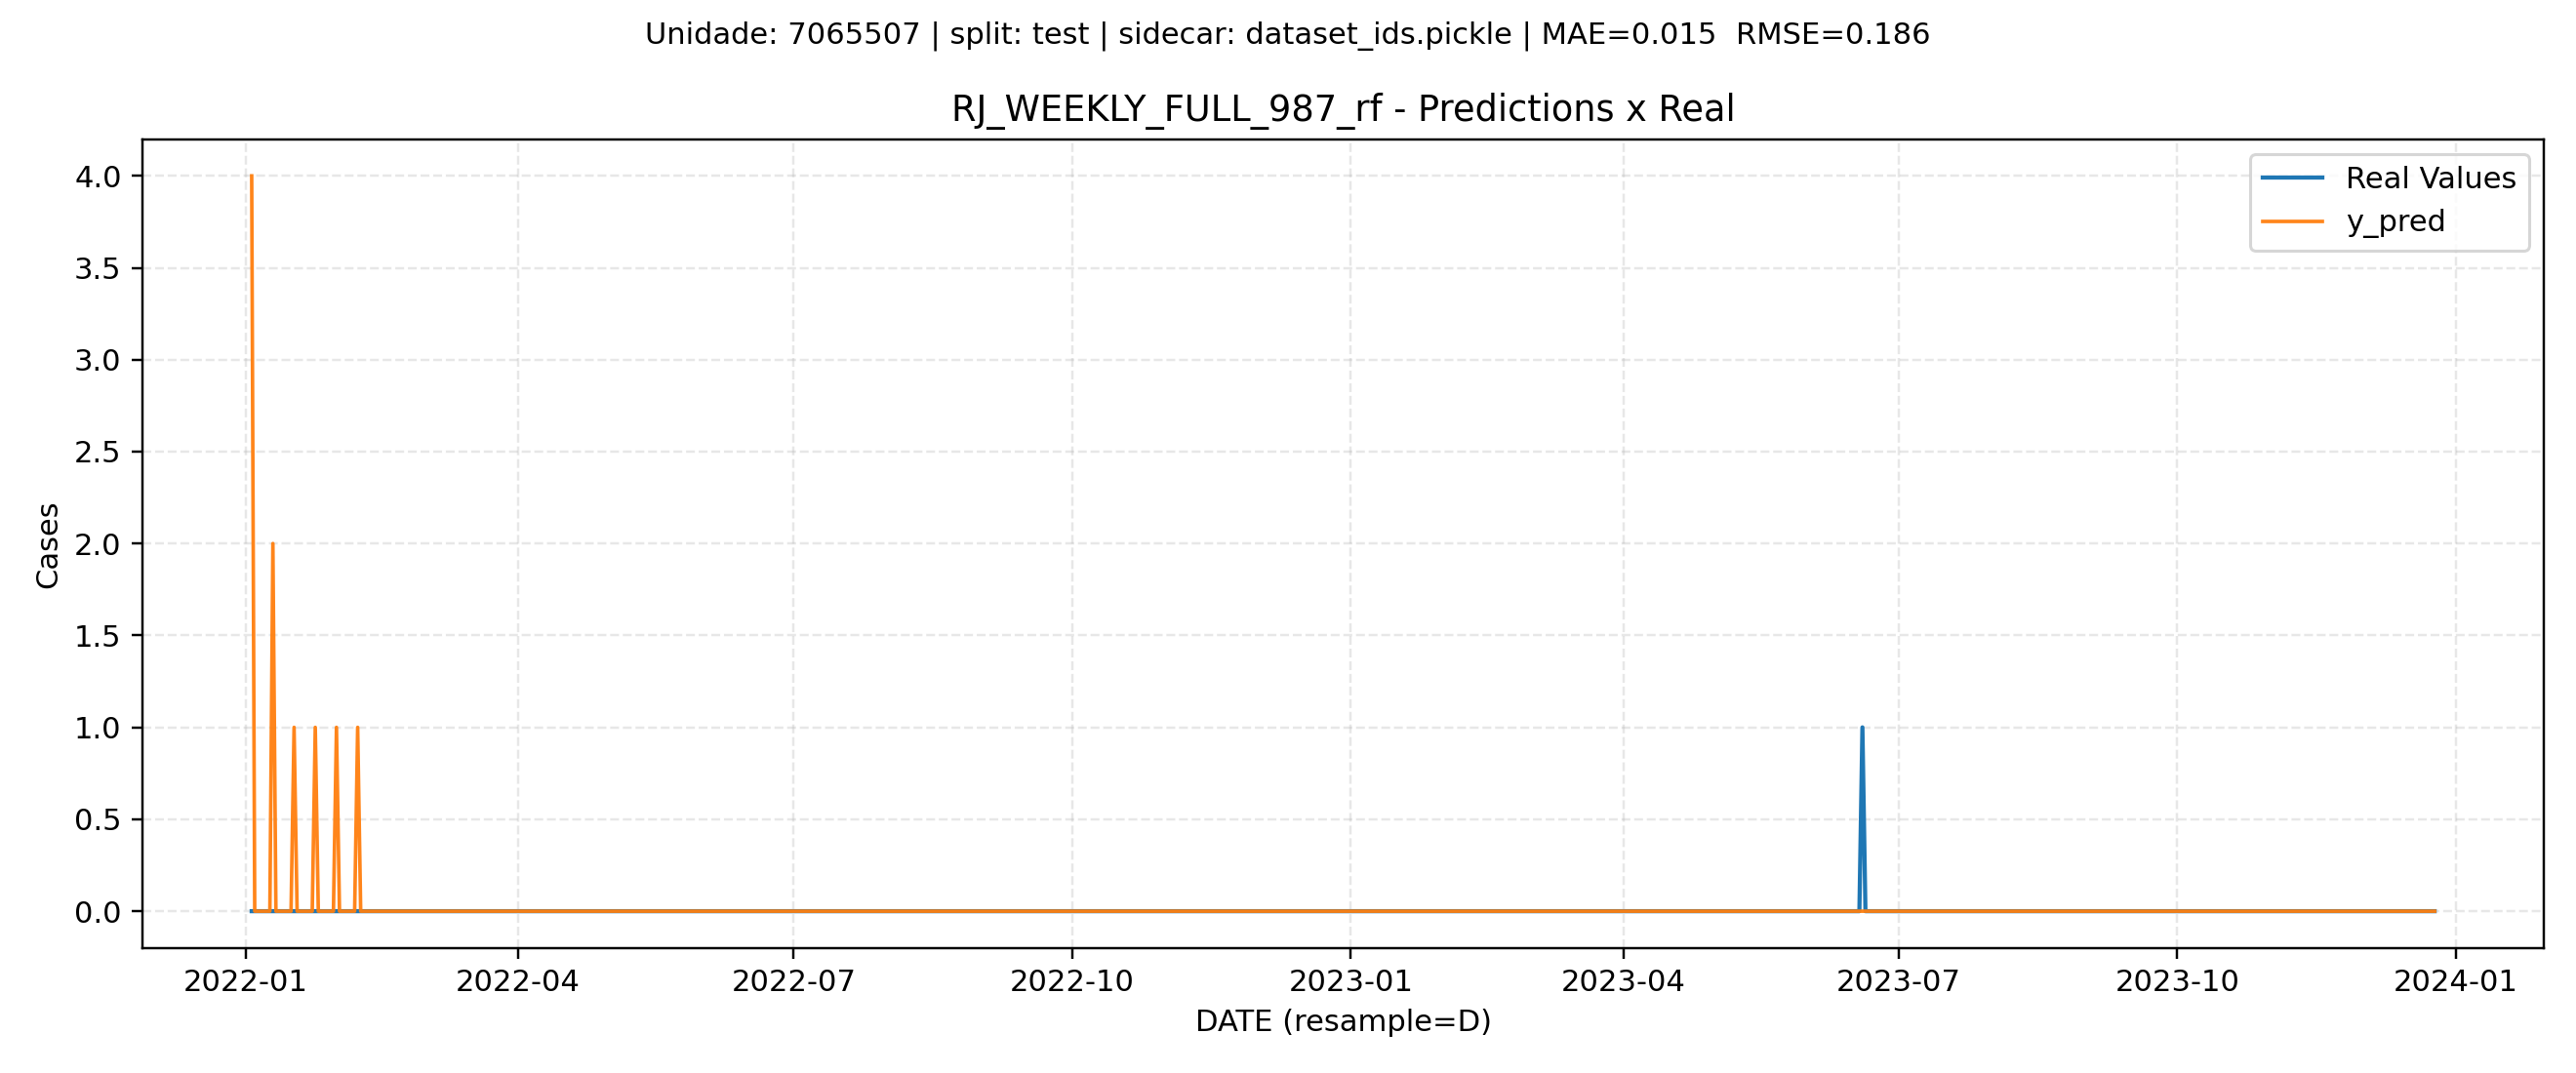 Unidade: 7065507 | split: test | sidecar: dataset_ids.pickle | MAE=0.015  RMSE=0.186
RJ_WEEKLY_FULL_987_rf - Predictions x Real
Real Values
y_pred
Cases
4.0
3.5
3.0
2.5
2.0
1.5
1.0
0.5
0.0
2022-01 2022-04 2022-07 2022-10 2023-01 2023-04 2023-07 2023-10 2024-01
DATE (resample=D)